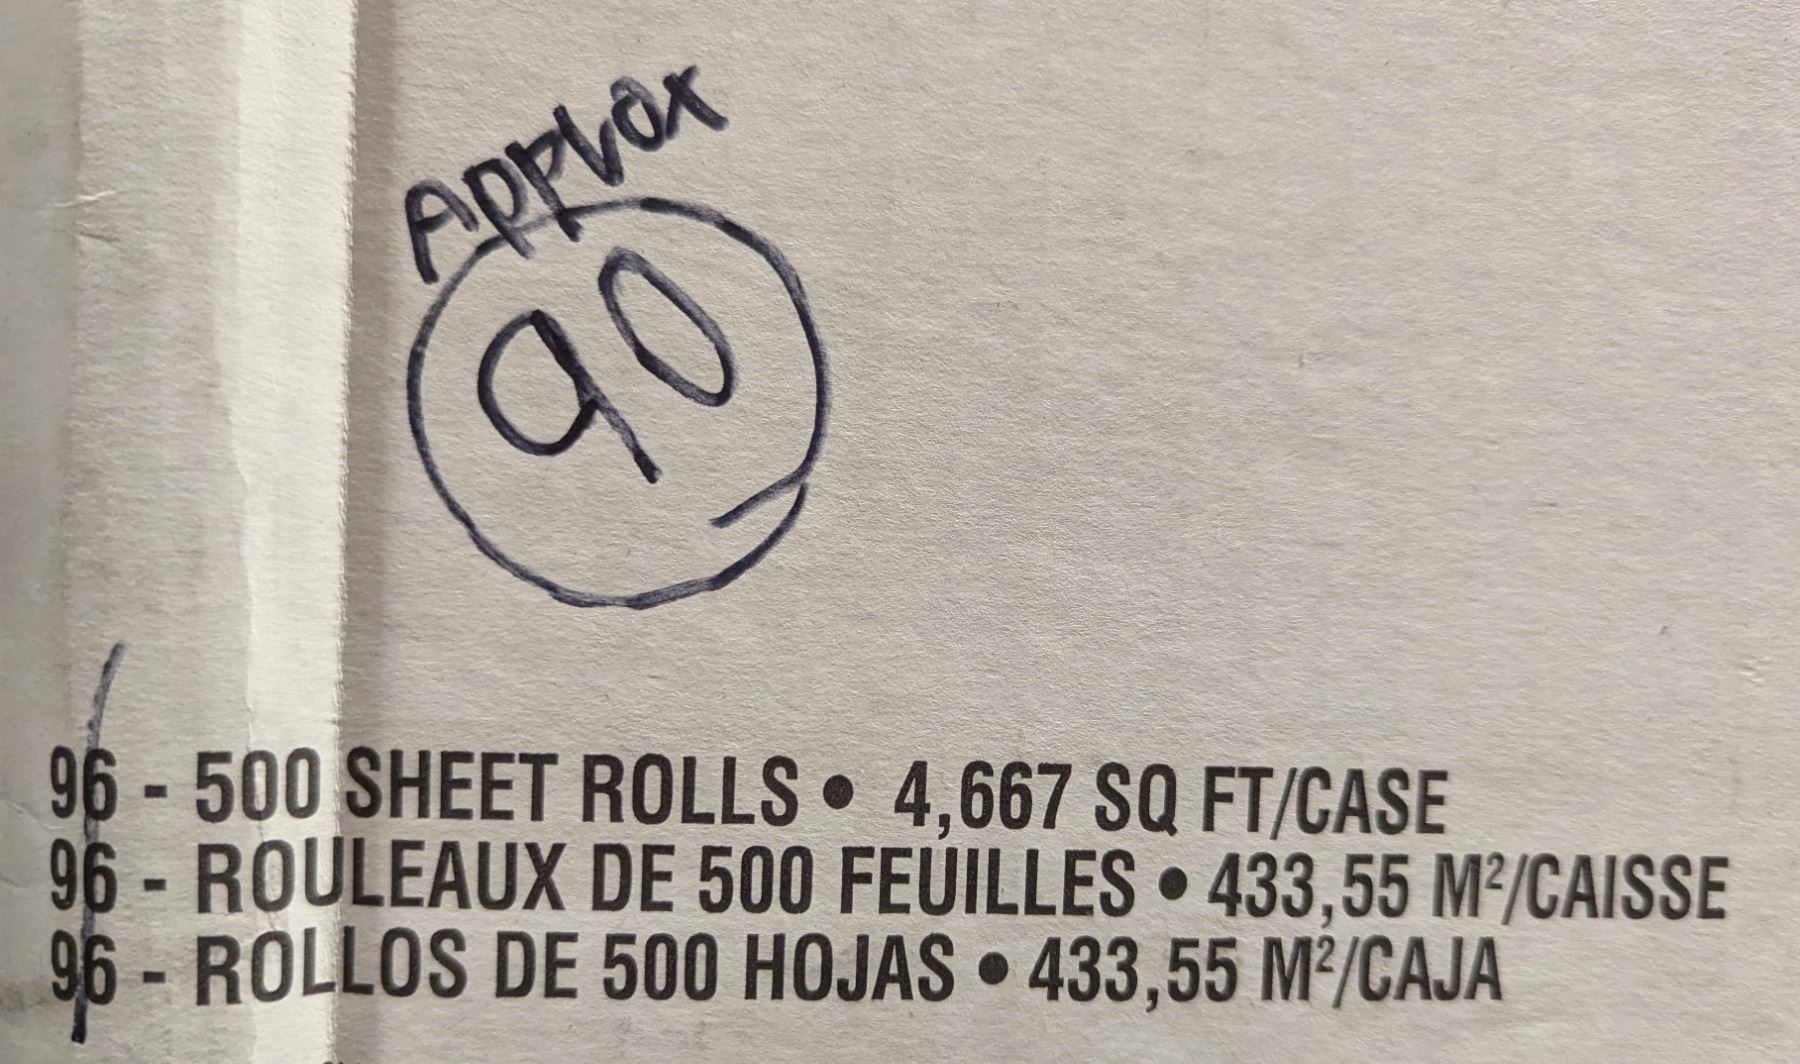 Approx
90
96 - 500 SHEET ROLLS • 4,667 SQ FT/CASE
96 - ROULEAUX DE 500 FEUILLES • 433,55 M²/CAISSE
96 - ROLLOS DE 500 HOJAS • 433,55 M²/CAJA